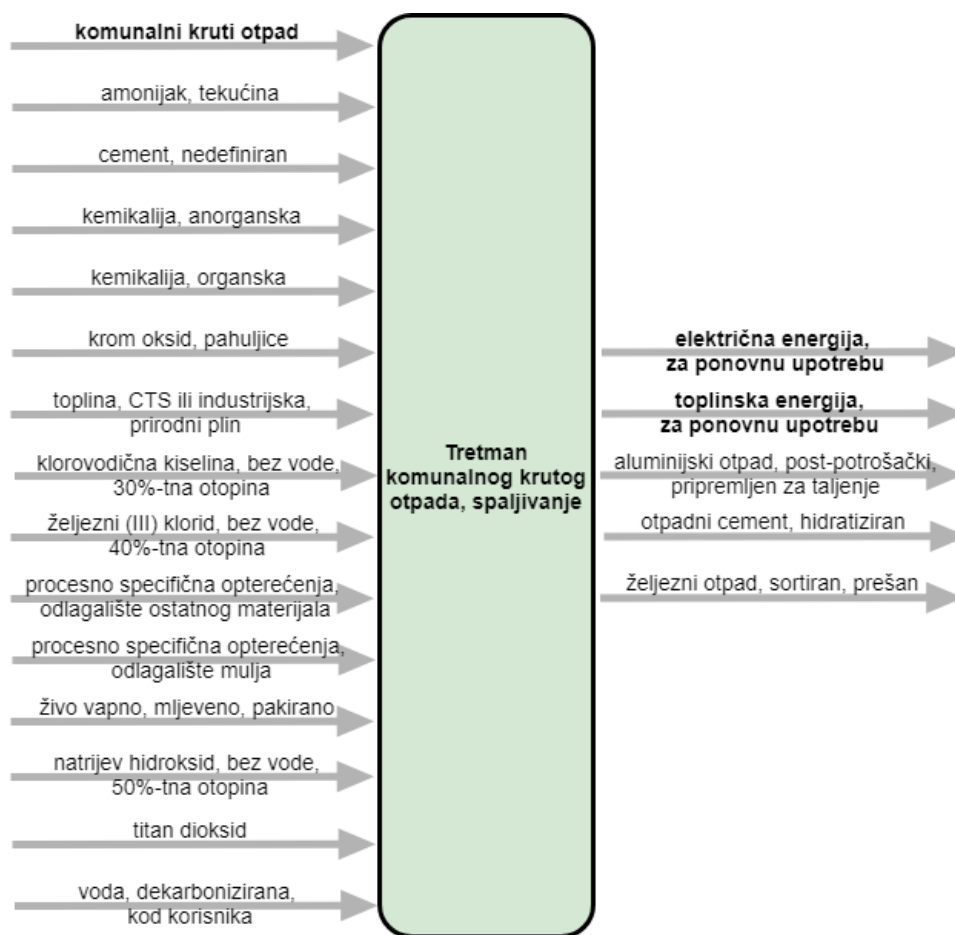 komunalni kruti otpad
amonijak, tekućina
cement, nedefiniran
kemikalija, anorganska
kemikalija, organska
krom oksid, pahuljice
toplina, CTS ili industrijska,
prirodni plin
klorovodična kiselina, bez vode,
30%-tna otopina
željezni (III) klorid, bez vode,
40%-tna otopina
procesno specifična opterećenja,
odlagalište ostatnog materijala
procesno specifična opterećenja,
odlagalište mulja
živo vapno, mljeveno, pakirano
natrijev hidroksid, bez vode,
50%-tna otopina
titan dioksid
voda, dekarbonizirana,
kod korisnika
Tretman
komunalnog krutog
otpada, spaljivanje
električna energija,
za ponovnu upotrebu
toplinska energija,
za ponovnu upotrebu
aluminijski otpad, post-potrošački,
pripremljen za taljenje
otpadni cement, hidratiziran
željezni otpad, sortiran, prešan